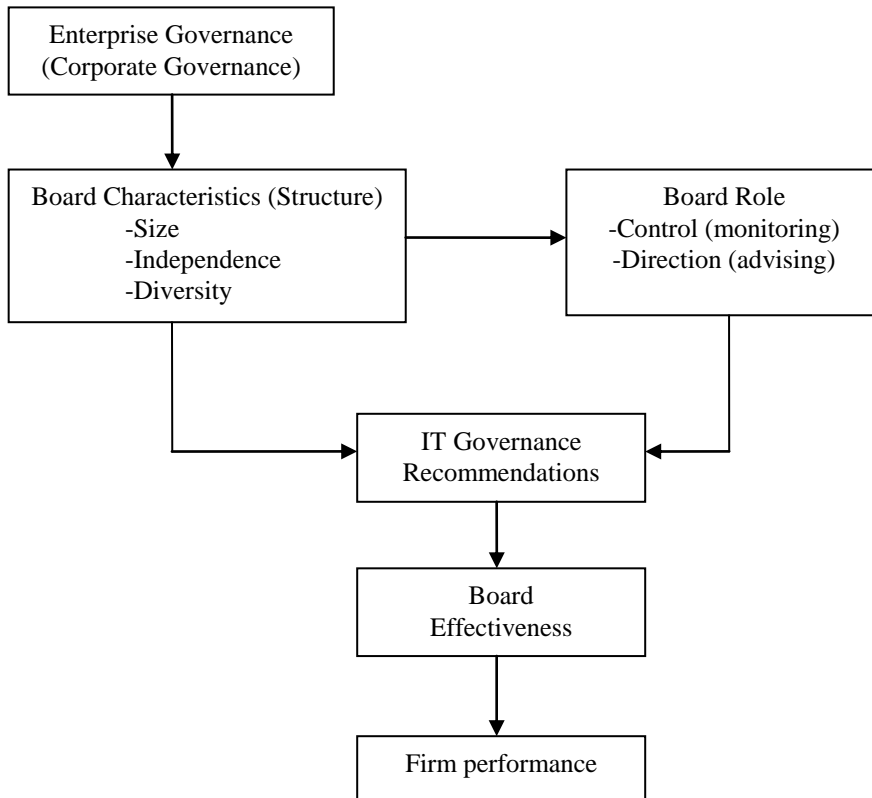 Enterprise Governance
(Corporate Governance)
Board Characteristics (Structure)
-Size
-Independence
-Diversity
Board Role
-Control (monitoring)
-Direction (advising)
IT Governance
Recommendations
Board
Effectiveness
Firm performance